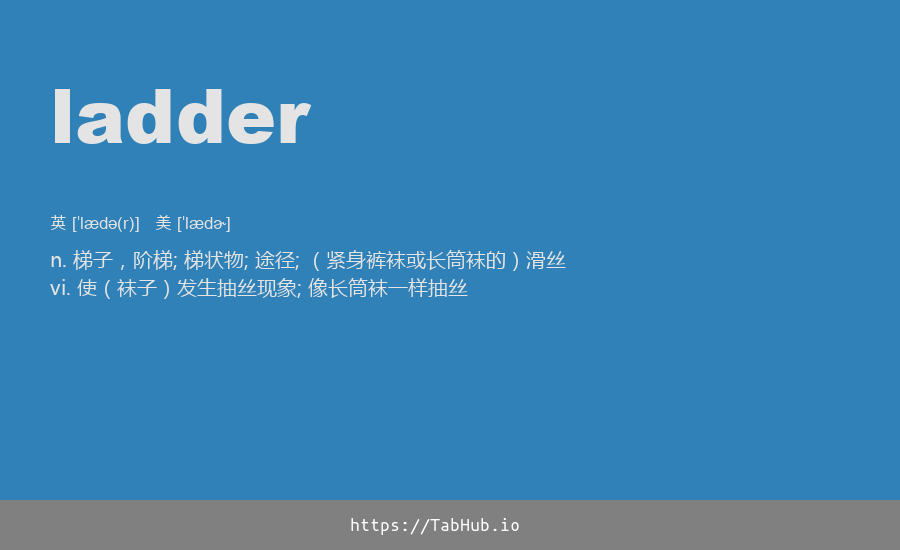 ladder
英 [ˈlædə(r)] 美 [ˈlædɚ]
n. 梯子，阶梯; 梯状物; 途径; （紧身裤袜或长筒袜的）滑丝
vi. 使（袜子）发生抽丝现象; 像长筒袜一样抽丝
https://TabHub.io